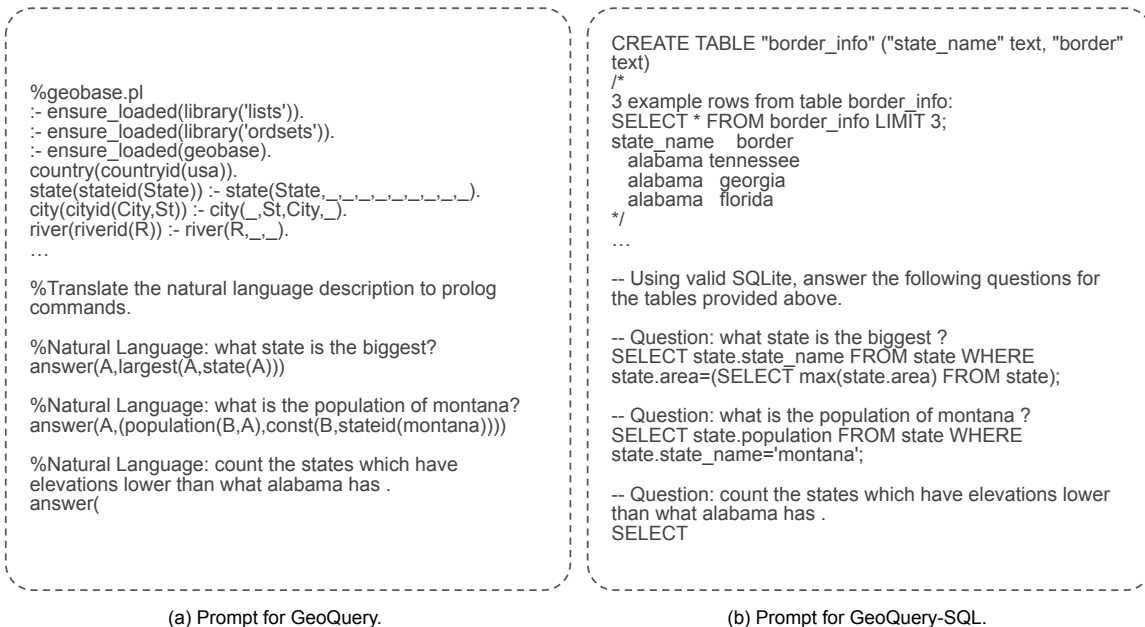 %geobase.pl
:- ensure_loaded(library('lists')).
:- ensure_loaded(library('ordsets')).
:- ensure_loaded(geobase).
country(countryid(usa)).
state(stateid(State)) :- state(State,_,_,_,_,_,_,_,_,_).
city(cityid(City,St)) :- city(_,St,City,_).
river(riverid(R)) :- river(R,_,_).
…
%Translate the natural language description to prolog
commands.
%Natural Language: what state is the biggest?
answer(A,largest(A,state(A)))
%Natural Language: what is the population of montana?
answer(A,(population(B,A),const(B,stateid(montana))))
%Natural Language: count the states which have
elevations lower than what alabama has .
answer(
(a) Prompt for GeoQuery.
CREATE TABLE "border_info" ("state_name" text, "border"
text)
/*
3 example rows from table border_info:
SELECT * FROM border_info LIMIT 3;
state_name border
alabama tennessee
alabama georgia
alabama florida
*/
…
-- Using valid SQLite, answer the following questions for
the tables provided above.
-- Question: what state is the biggest ?
SELECT state.state_name FROM state WHERE
state.area=(SELECT max(state.area) FROM state);
-- Question: what is the population of montana ?
SELECT state.population FROM state WHERE
state.state_name='montana';
-- Question: count the states which have elevations lower
than what alabama has .
SELECT
(b) Prompt for GeoQuery-SQL.